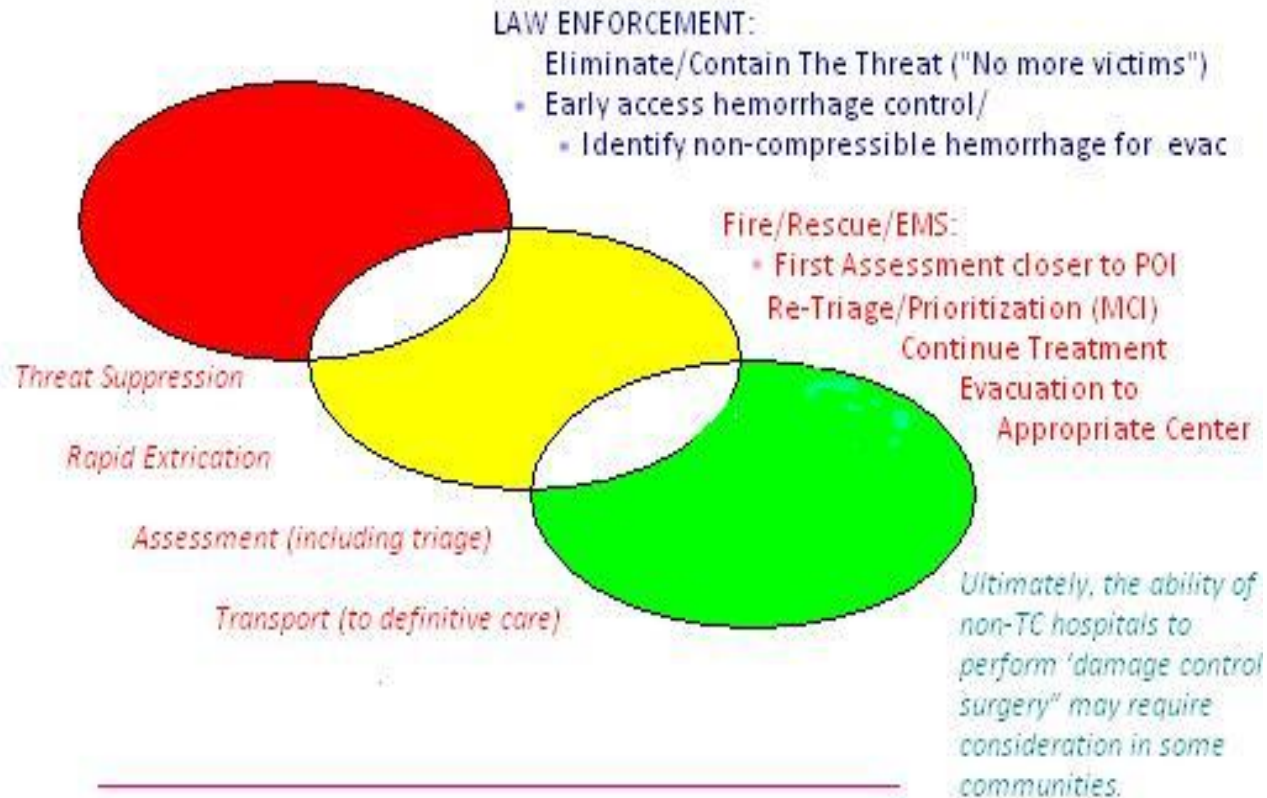 LAW ENFORCEMENT:
Eliminate/Contain The Threat ("No more victims")
• Early access hemorrhage control/
• Identify non-compressible hemorrhage for evac
Fire/Rescue/EMS:
• First Assessment closer to POI
Re-Triage/Prioritization (MCI)
Continue Treatment
Evacuation to
Appropriate Center
Threat Suppression
Rapid Extrication
Assessment (including triage)
Transport (to definitive care)
Ultimately, the ability of
non-TC hospitals to
perform 'damage control
surgery" may require
consideration in some
communities.